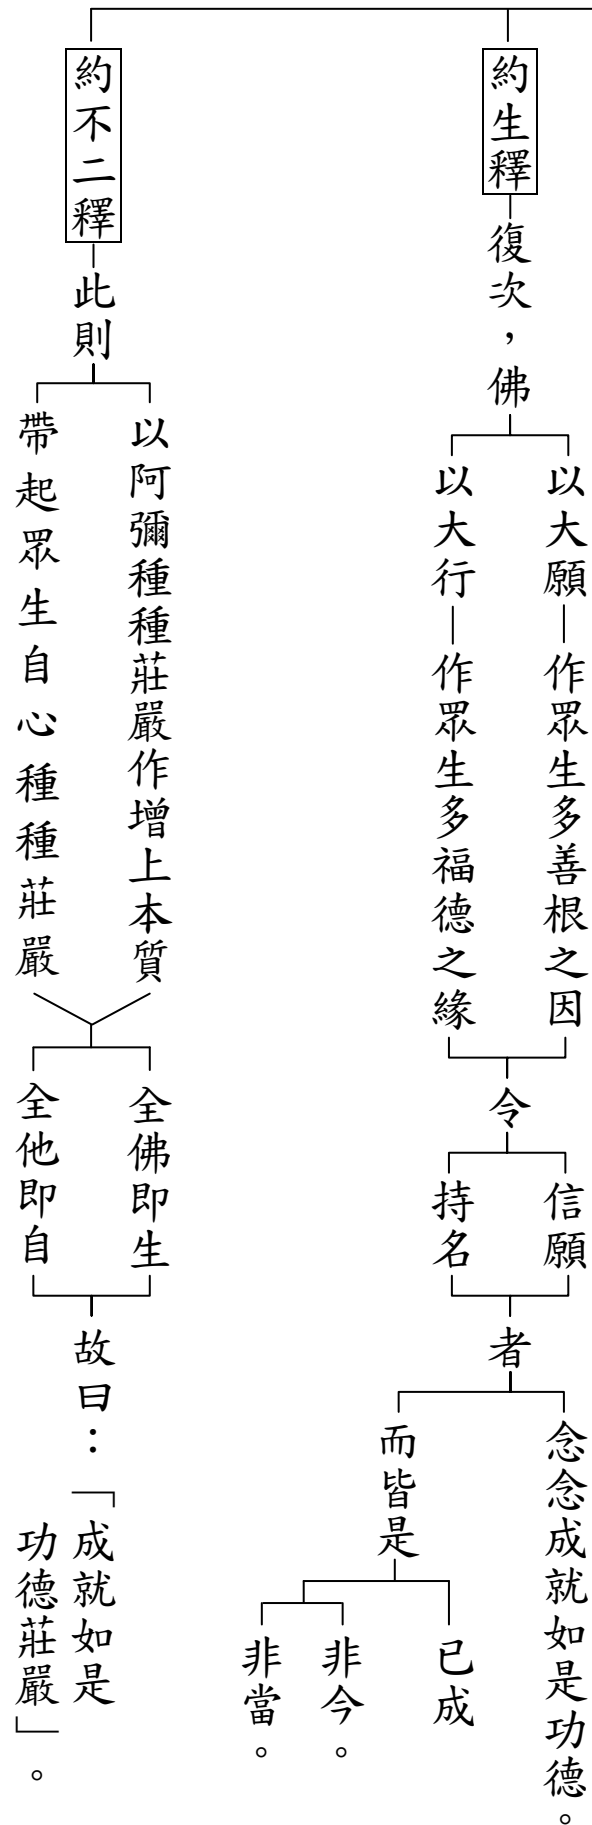 約生釋
復次，佛
以大願
作眾生多善根之因
以大行
作眾生多福德之緣
令
信願
持名
者
念念成就如是功德。
而皆是
已成
非今。
非當。
約不二釋
此則
以阿彌種種莊嚴作增上本質
帶起眾生自心種種莊嚴
全佛即生
全他即自
故曰：「成就如是
功德莊嚴」。